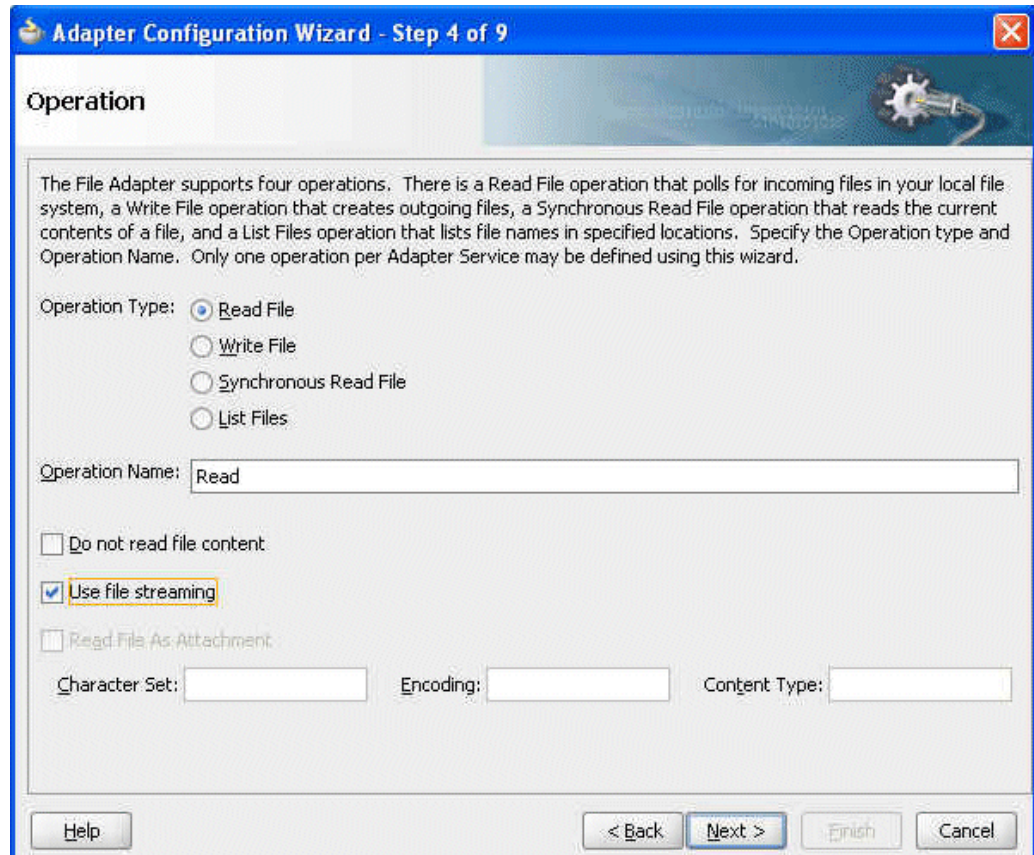 Adapter Configuration Wizard - Step 4 of 9
Operation
The File Adapter supports four operations. There is a Read File operation that polls for incoming files in your local file
system, a Write File operation that creates outgoing files, a Synchronous Read File operation that reads the current
contents of a file, and a List Files operation that lists file names in specified locations. Specify the Operation type and
Operation Name. Only one operation per Adapter Service may be defined using this wizard.
Operation Type: Read File
Write File
Synchronous Read File
List Files
Operation Name: Read
Do not read file content
Use file streaming
Read File As Attachment
Character Set: Encoding: Content Type:
Help < Back Next > Finish Cancel